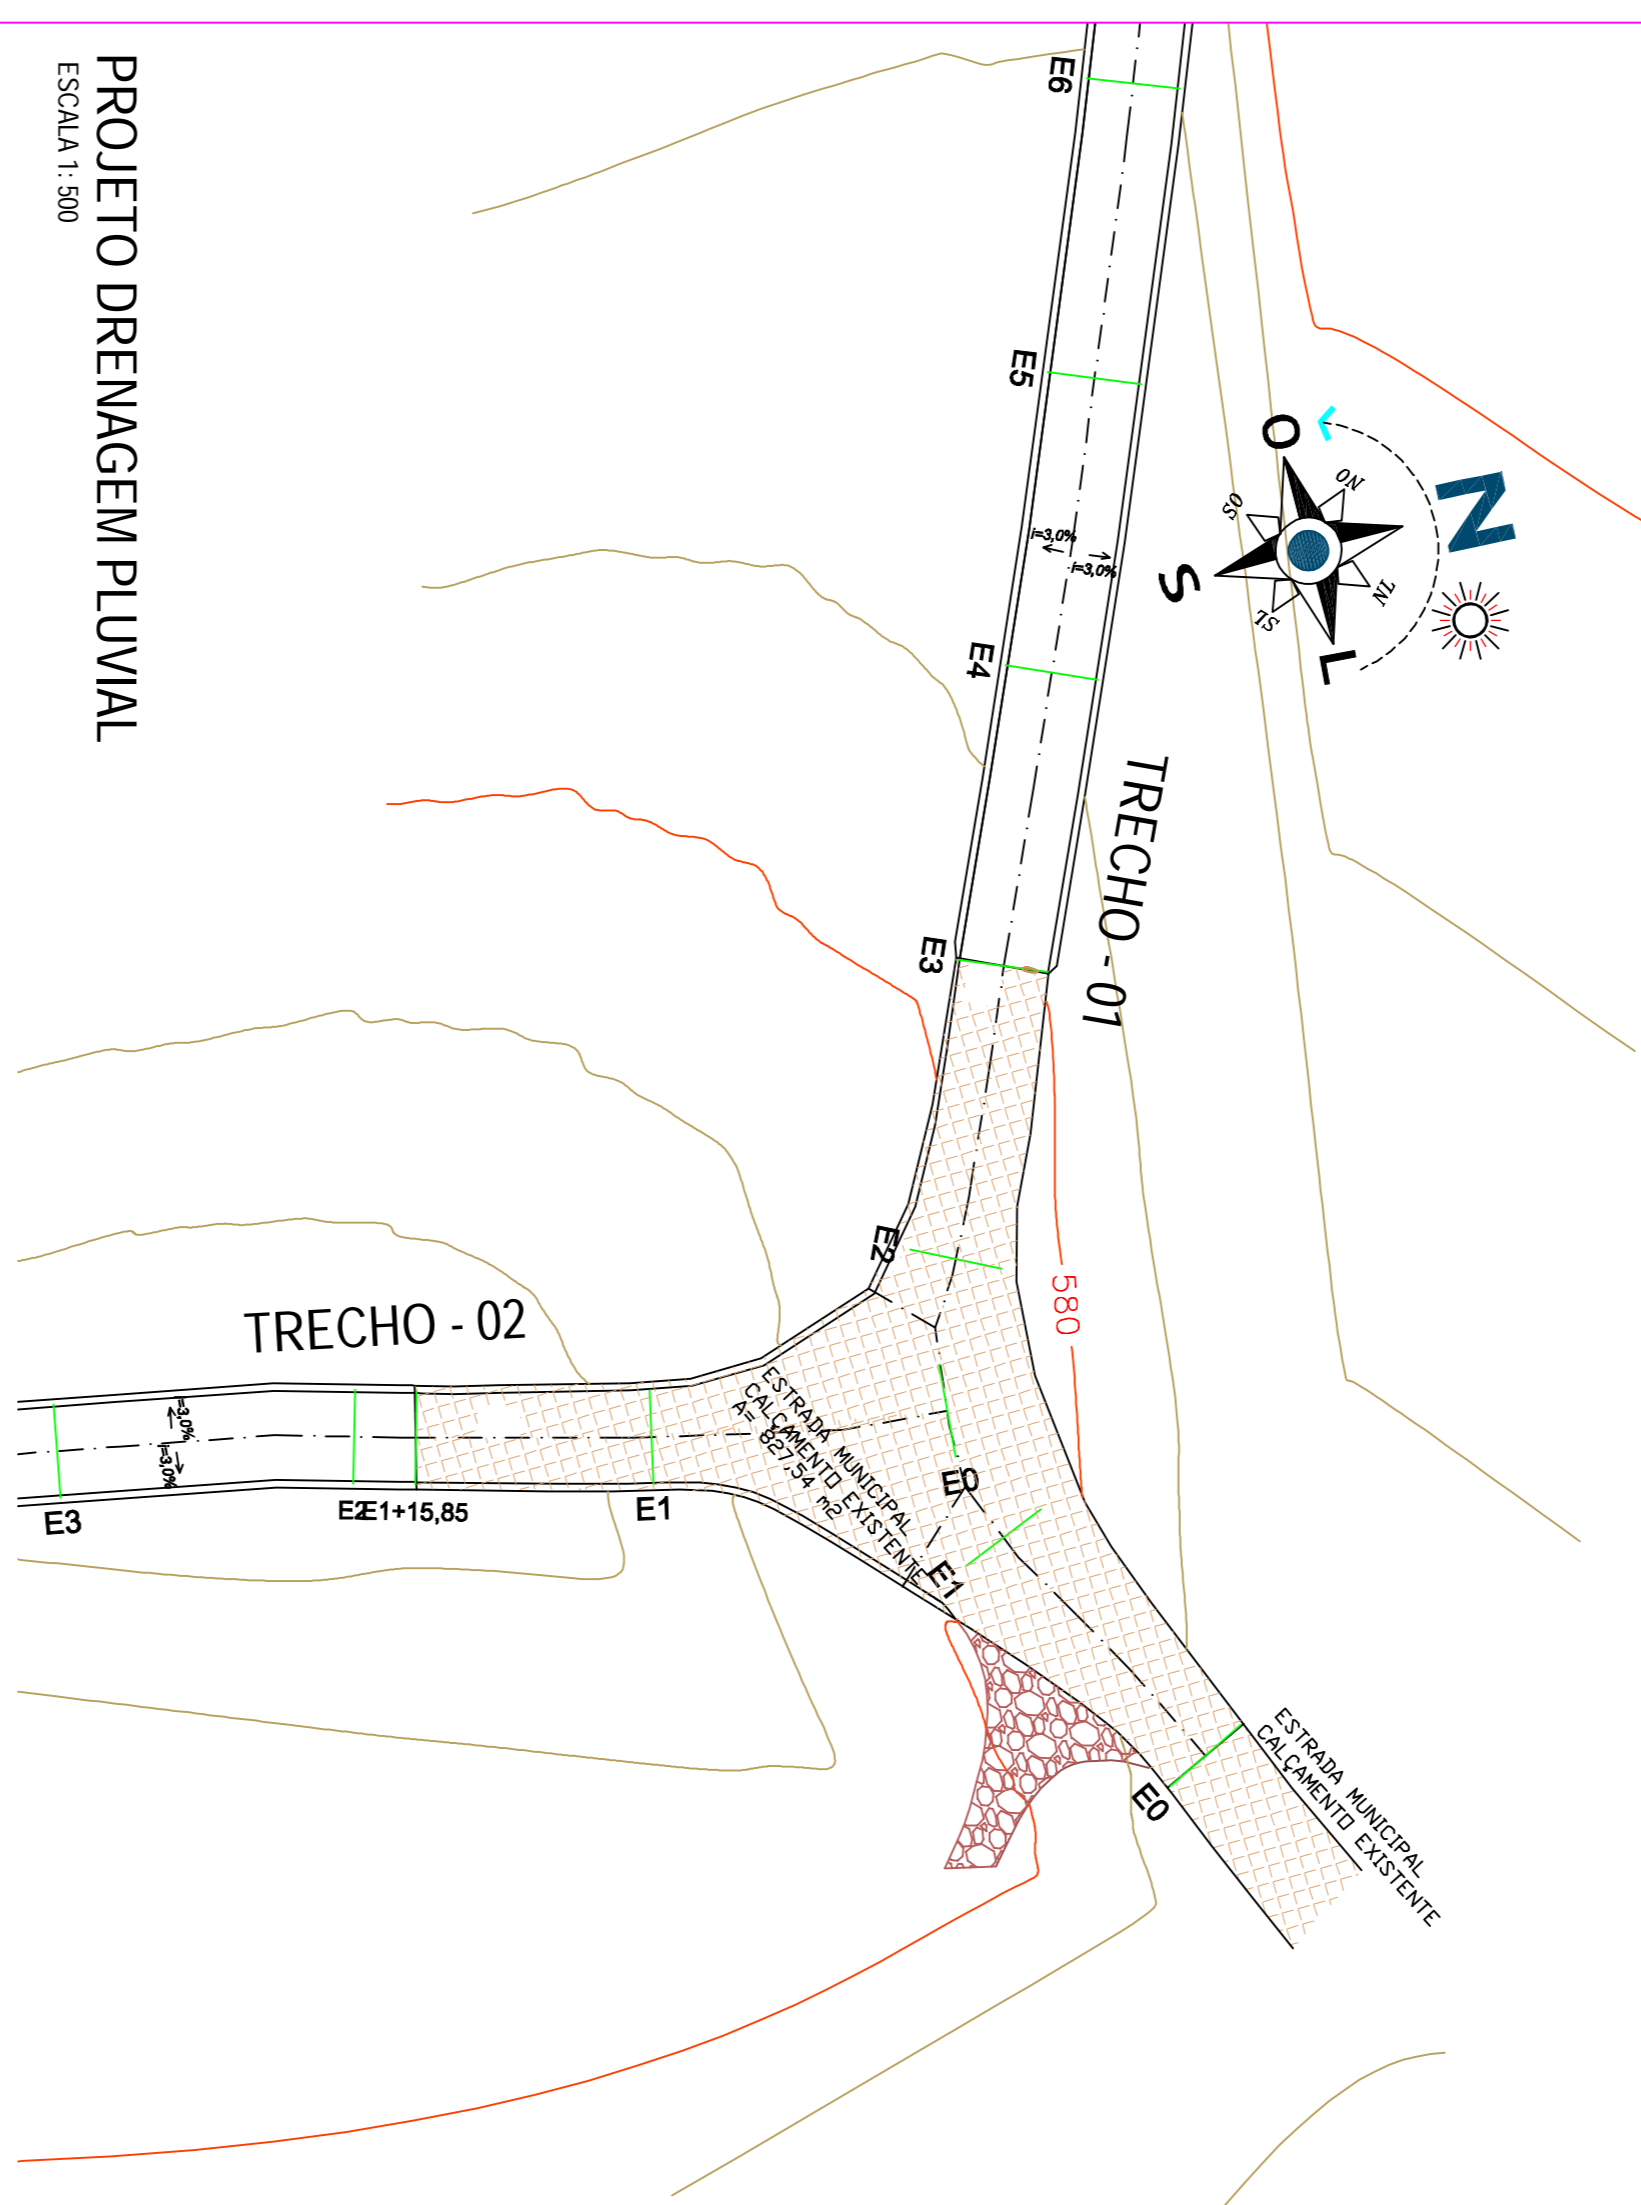 PROJETO DRENAGEM PLUVIAL
ESCALA 1: 500
E6
E5
O
NO
N
SO
S
SL
NL
L
i=3,0%
i=3,0%
E4
TRECHO - 01
E3
E2
580
TRECHO - 02
ESTRADA MUNICIPAL
CALÇAMENTO EXISTENTE
A= 827,54 m2
i=3,0%
i=3,0%
E3
E2
E1+15,85
E1
E0
E1
E0
ESTRADA MUNICIPAL
CALÇAMENTO EXISTENTE